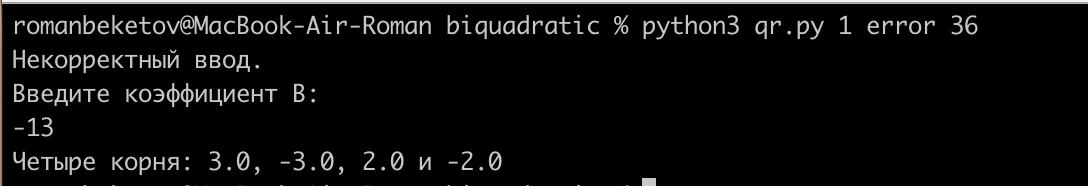 romanbeketov@MacBook-Air-Roman biquadratic % python3 qr.py 1 error 36
Некорректный ввод.
Введите коэффициент B:
-13
Четыре корня: 3.0, -3.0, 2.0 и -2.0